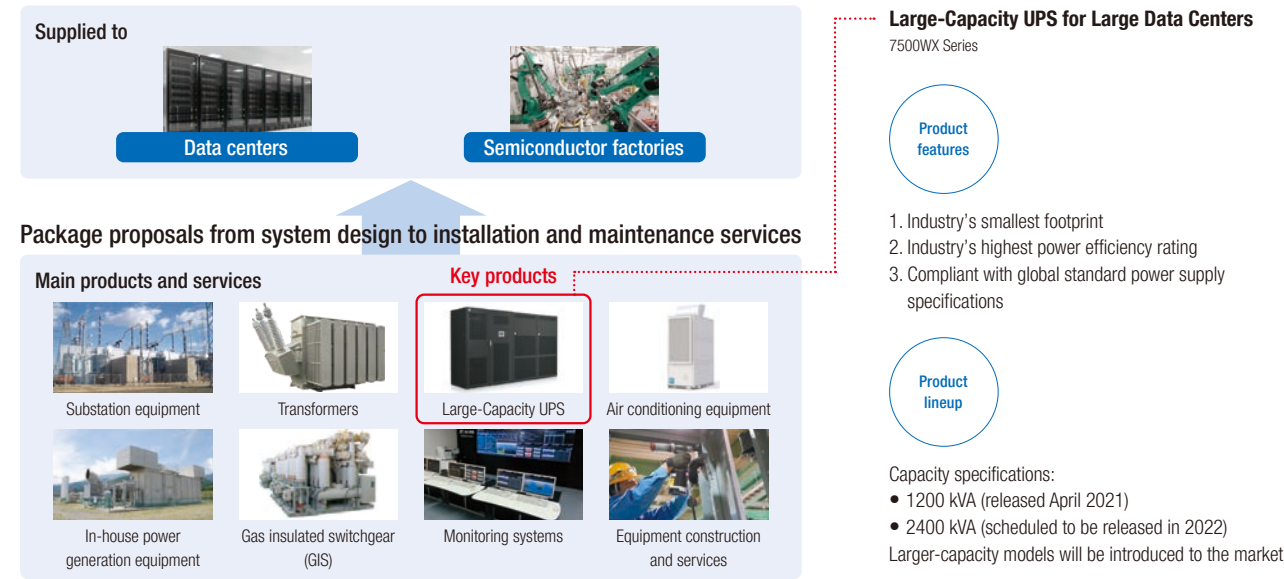 Supplied to
Data centers
Semiconductor factories
Package proposals from system design to installation and maintenance services
Main products and services
Key products
Substation equipment
Transformers
Large-Capacity UPS
Air conditioning equipment
In-house power
generation equipment
Gas insulated switchgear
(GIS)
Monitoring systems
Equipment construction
and services
Large-Capacity UPS for Large Data Centers
7500WX Series
Product
features
1. Industry's smallest footprint
2. Industry's highest power efficiency rating
3. Compliant with global standard power supply
specifications
Product
lineup
Capacity specifications:
• 1200 kVA (released April 2021)
• 2400 kVA (scheduled to be released in 2022)
Larger-capacity models will be introduced to the market